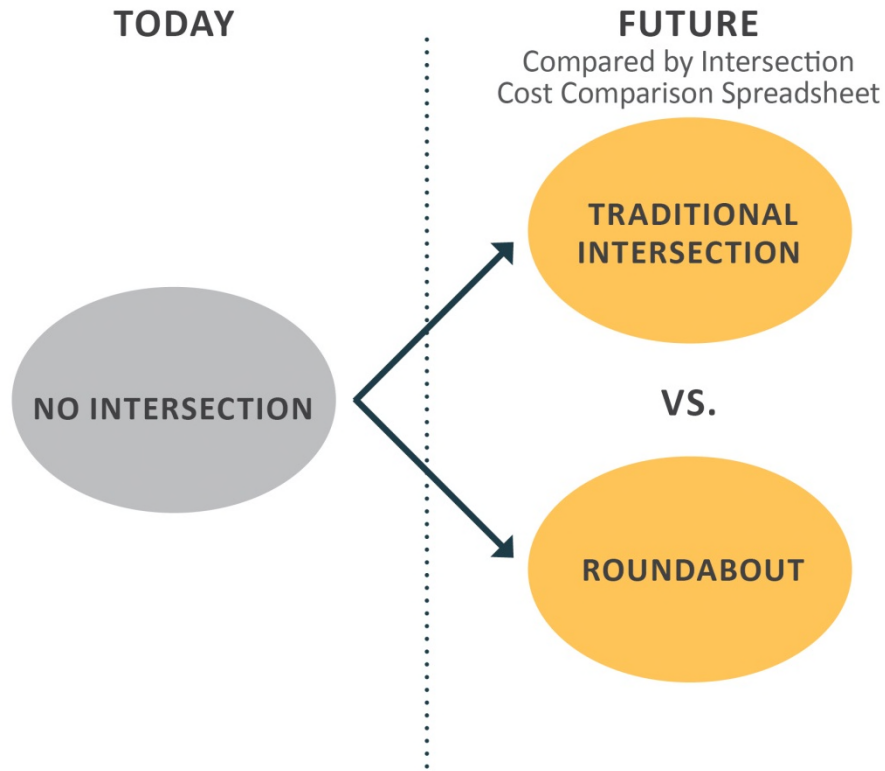 TODAY
FUTURE
Compared by Intersection
Cost Comparison Spreadsheet
NO INTERSECTION
TRADITIONAL
INTERSECTION
VS.
ROUNDABOUT